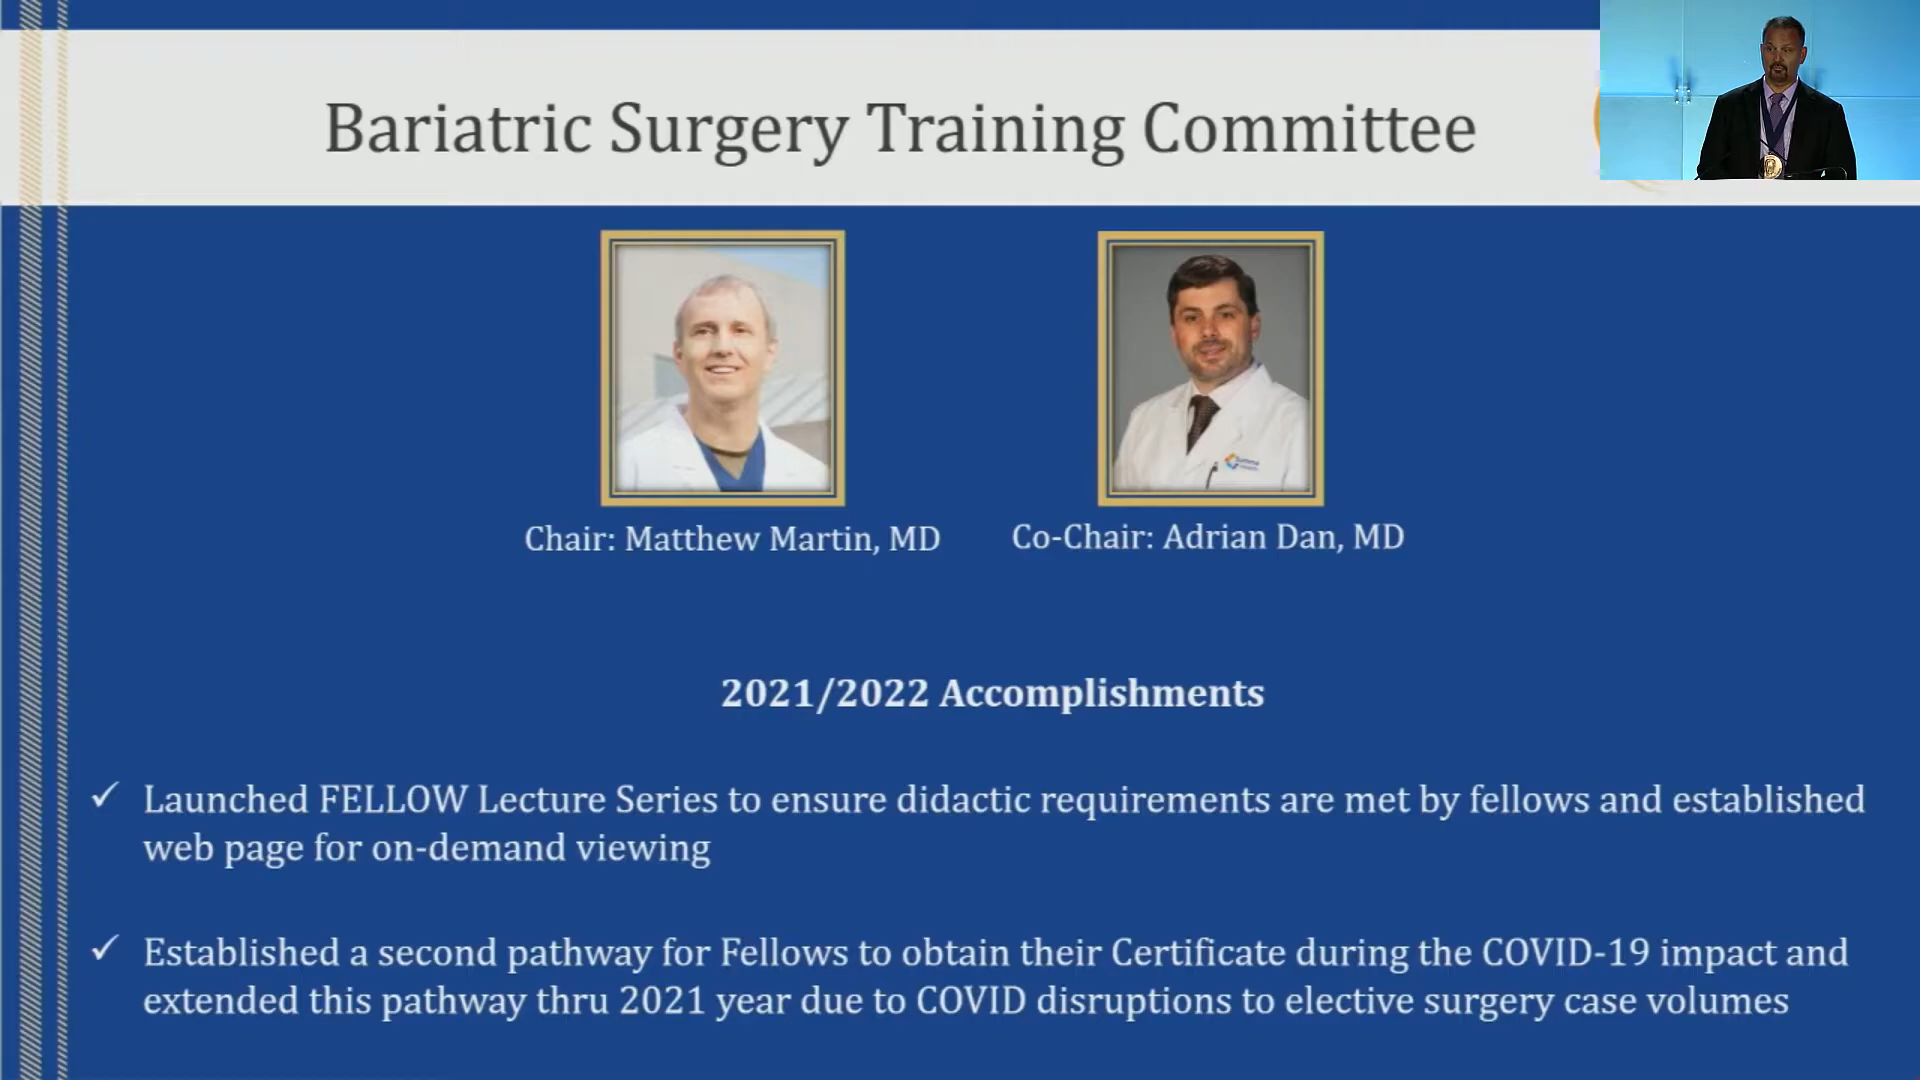 Bariatric Surgery Training Committee
Chair: Matthew Martin, MD
Co-Chair: Adrian Dan, MD
2021/2022 Accomplishments
✓ Launched FELLOW Lecture Series to ensure didactic requirements are met by fellows and established
web page for on-demand viewing
✓ Established a second pathway for Fellows to obtain their Certificate during the COVID-19 impact and
extended this pathway thru 2021 year due to COVID disruptions to elective surgery case volumes